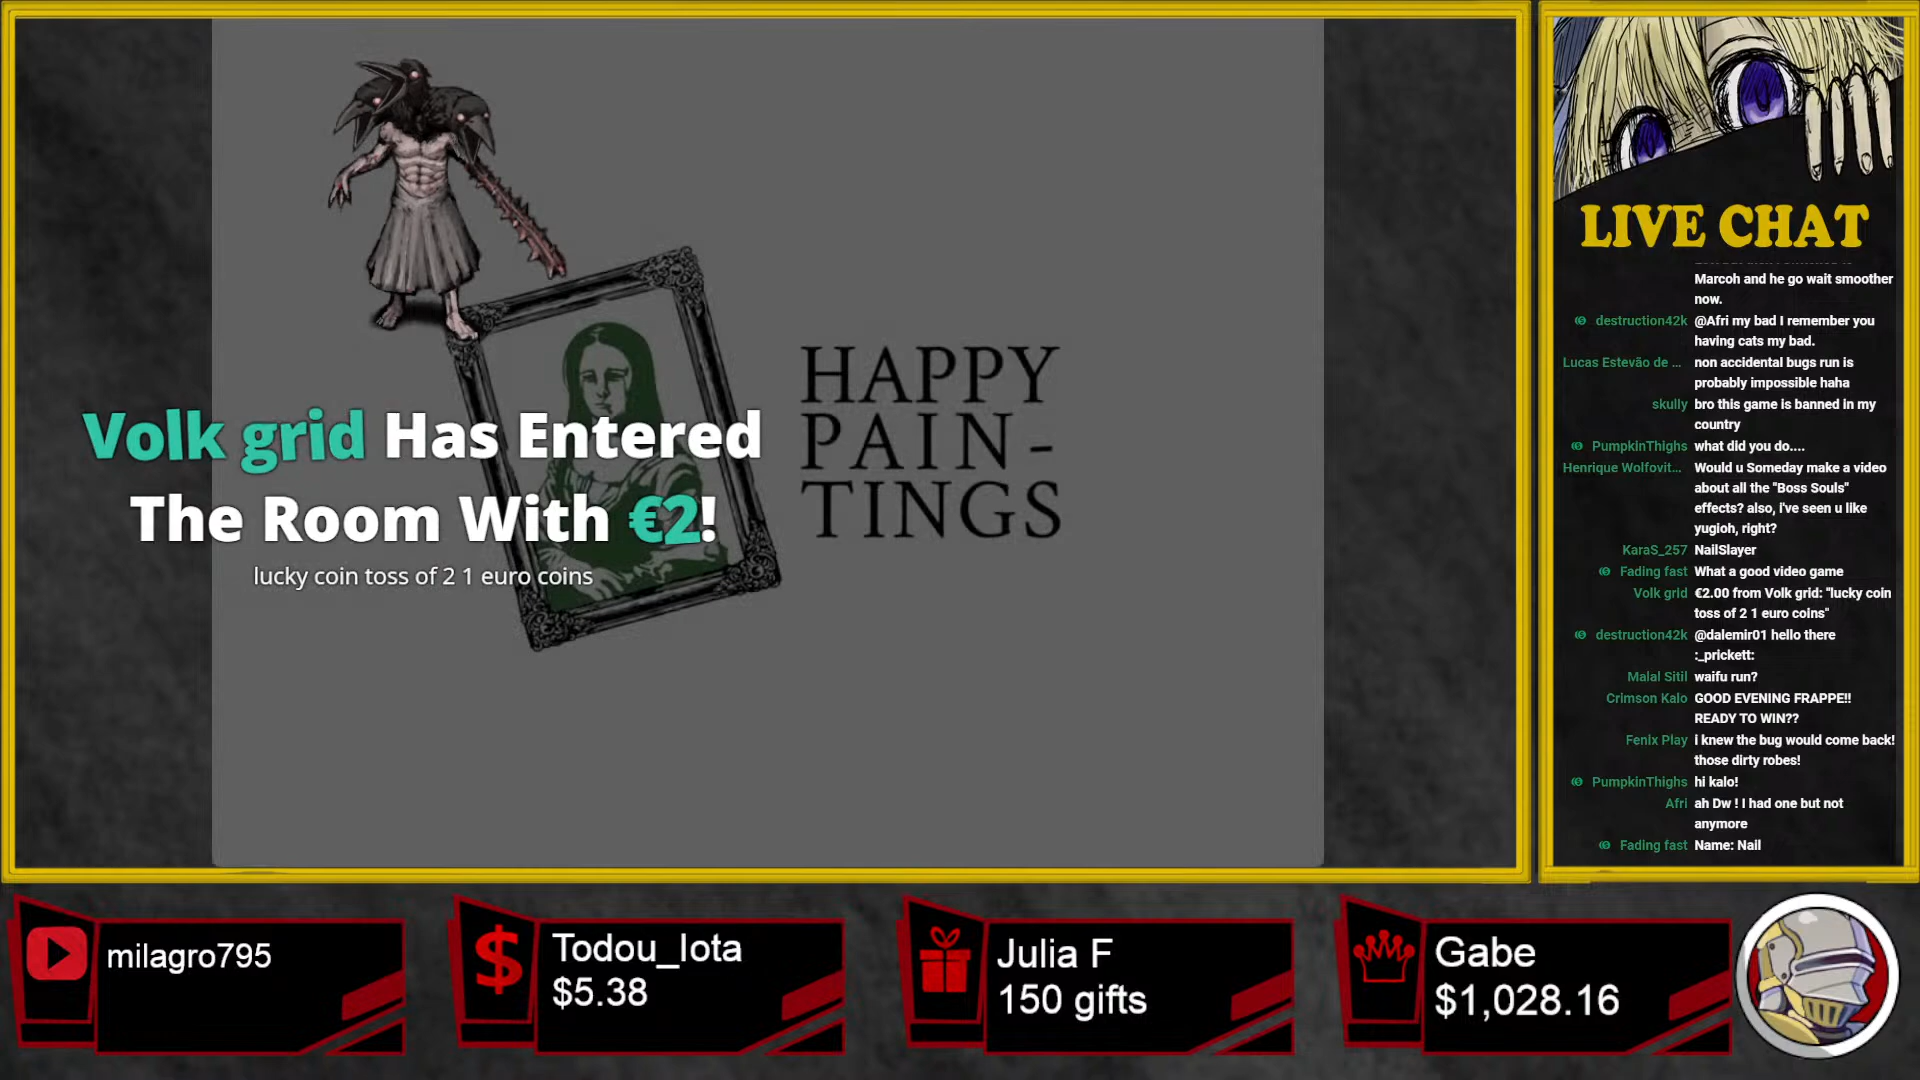 HAPPY
PAIN-
TINGS
Volk grid Has Entered
The Room With €2!
lucky coin toss of 2 1 euro coins
LIVE CHAT
Marcoh and he go wait smoother
now.
destruction42k @Afri my bad I remember you
having cats my bad.
Lucas Estevão de ... non accidental bugs run is
probably impossible haha
skully bro this game is banned in my
country
PumpkinThighs what did you do....
Henrique Wolfovit... Would u Someday make a video
about all the "Boss Souls"
effects? also, i've seen u like
yugioh, right?
KaraS_257 NailSlayer
Fading fast What a good video game
Volk grid €2.00 from Volk grid: "lucky coin
toss of 2 1 euro coins"
destruction42k @dalemir01 hello there
:_prickett:
Malal Sitil waifu run?
Crimson Kalo GOOD EVENING FRAPPE!!
READY TO WIN??
Fenix Play i knew the bug would come back!
those dirty robes!
PumpkinThighs hi kalo!
Afri ah Dw ! I had one but not
anymore
Fading fast Name: Nail
milagro795
Todou_Iota
$5.38
Julia F
150 gifts
Gabe
$1,028.16